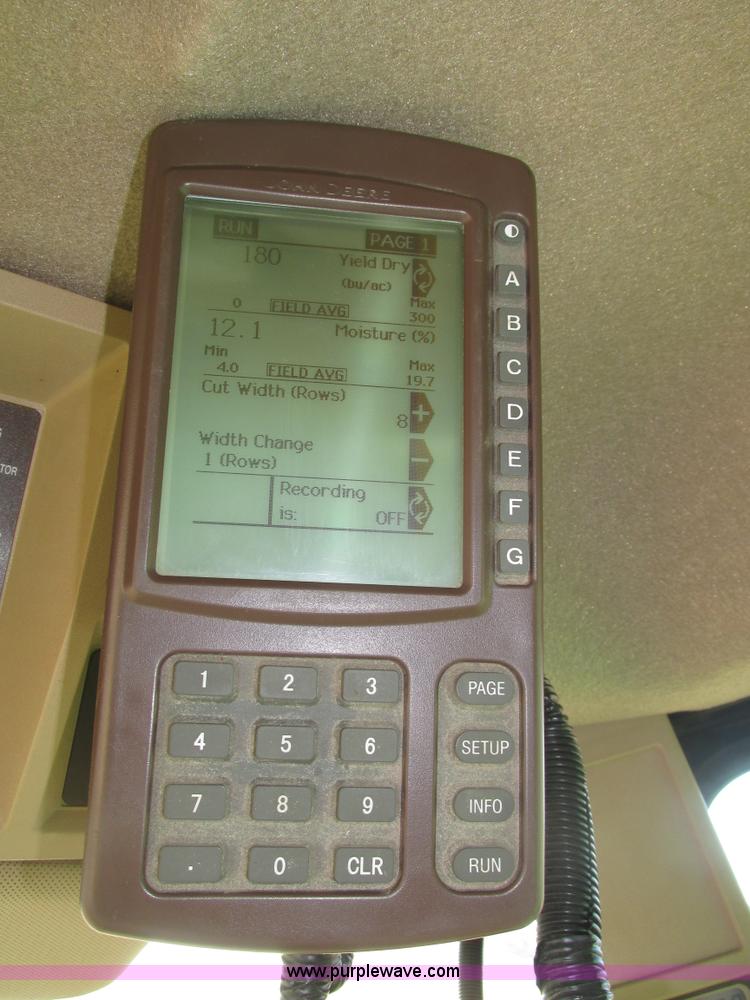 JOHN DEERE
RUN
PAGE 1
180 Yield Dry
(bu/ac)
0 FIELD AVG Max
300
12.1 Moisture (%)
Min
4.0 FIELD AVG Max
19.7
Cut Width (Rows)
8 +
Width Change
1 (Rows) −
Recording
is: OFF
A
B
C
D
E
F
G
1 2 3
4 5 6
7 8 9
. 0 CLR
PAGE
SETUP
INFO
RUN
TOR
www.purplewave.com